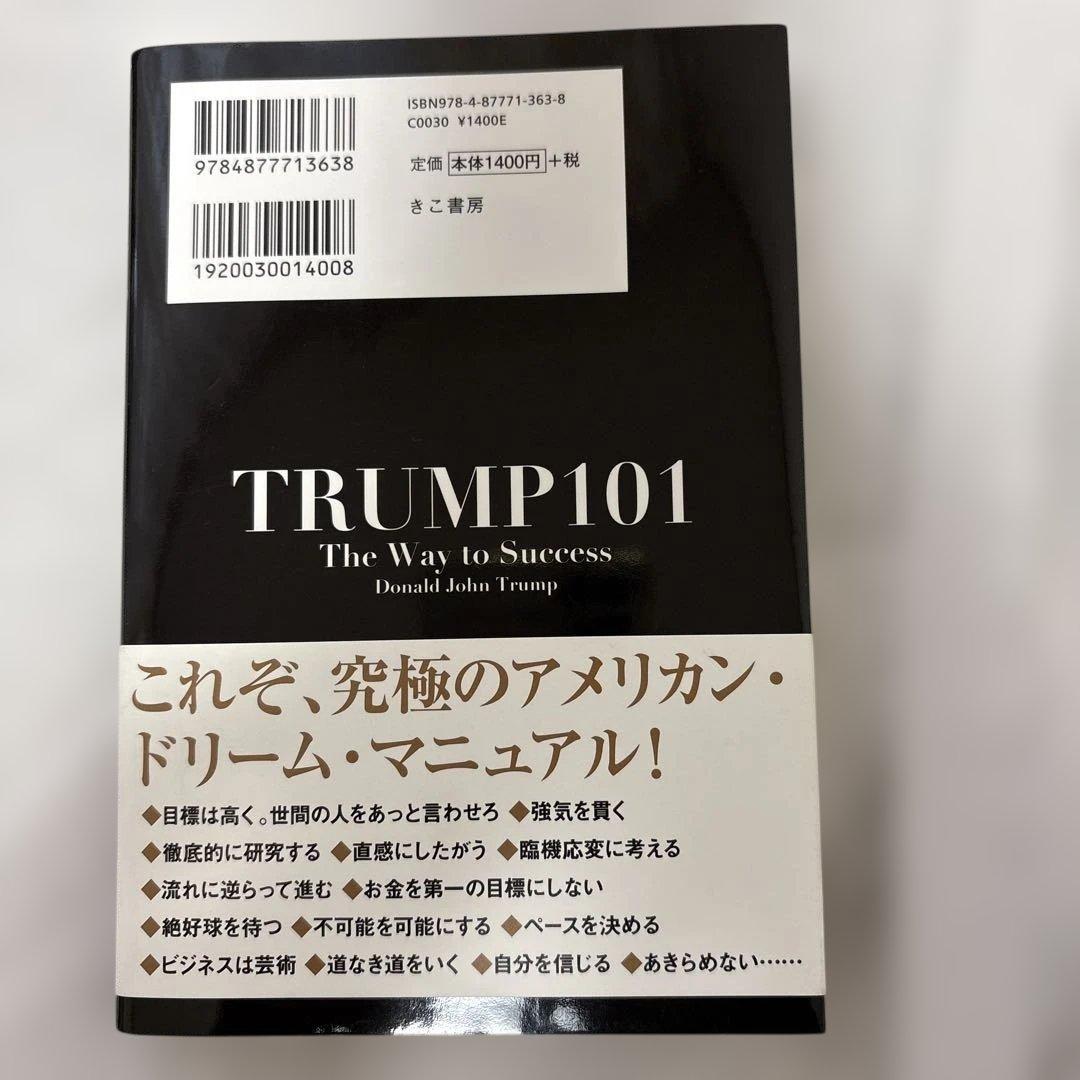 ISBN978-4-87771-363-8
C0030 ¥1400E
9784877713638
定価 本体1400円+税
きこ書房
1920030014008
TRUMP101
The Way to Success
Donald John Trump
これぞ、究極のアメリカン・
ドリーム・マニュアル!
◆目標は高く。世間の人をあっと言わせろ ◆強気を貫く
◆徹底的に研究する ◆直感にしたがう ◆臨機応変に考える
◆流れに逆らって進む ◆お金を第一の目標にしない
◆絶好球を待つ ◆不可能を可能にする ◆ペースを決める
◆ビジネスは芸術 ◆道なき道をいく ◆自分を信じる ◆あきらめない……